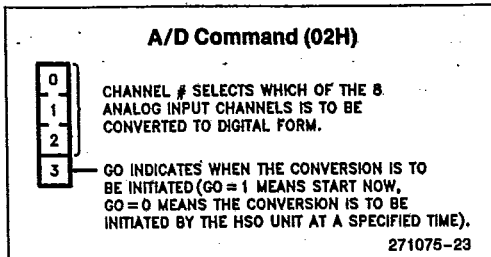 A/D Command (02H)
0
1
2
3
CHANNEL # SELECTS WHICH OF THE 8
ANALOG INPUT CHANNELS IS TO BE
CONVERTED TO DIGITAL FORM.
GO INDICATES WHEN THE CONVERSION IS TO
BE INITIATED (GO = 1 MEANS START NOW,
GO = 0 MEANS THE CONVERSION IS TO BE
INITIATED BY THE HSO UNIT AT A SPECIFIED TIME).
271075-23